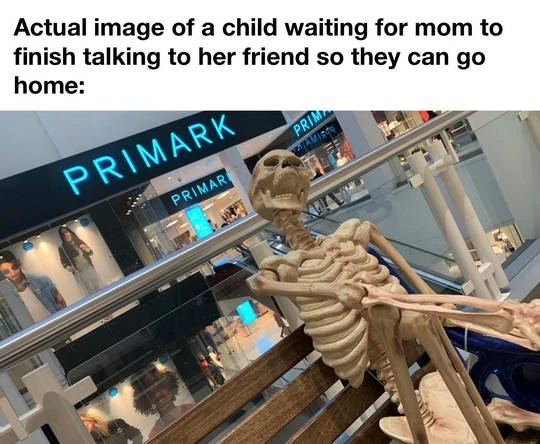 Actual image of a child waiting for mom to
finish talking to her friend so they can go
home:
PRIMARK
PRIMARK